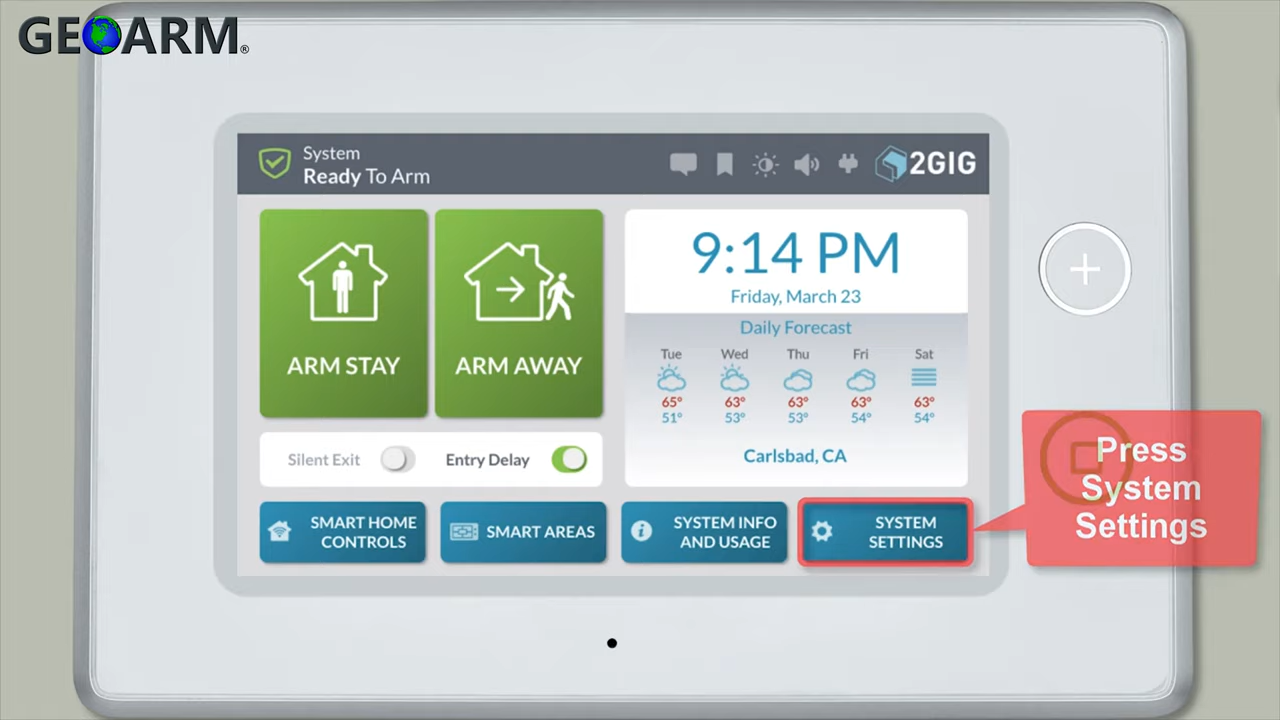 GEOARM®
System
Ready To Arm
2GIG
ARM STAY
ARM AWAY
9:14 PM
Friday, March 23
Daily Forecast
Tue Wed Thu Fri Sat
65° 63° 63° 63° 63°
51° 53° 53° 54° 54°
Carlsbad, CA
Silent Exit
Entry Delay
SMART HOME
CONTROLS
SMART AREAS
SYSTEM INFO
AND USAGE
SYSTEM
SETTINGS
Press
System
Settings